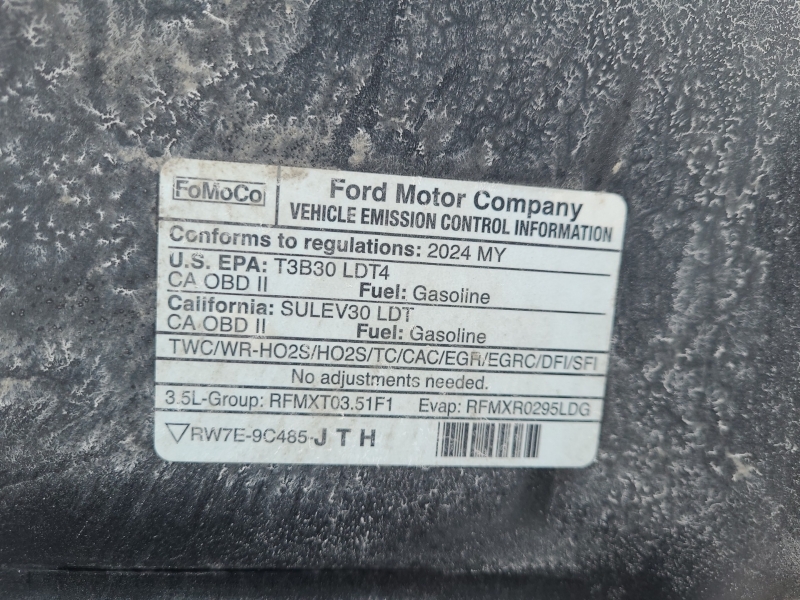 FoMoCo
Ford Motor Company
VEHICLE EMISSION CONTROL INFORMATION
Conforms to regulations: 2024 MY
U.S. EPA: T3B30 LDT4
CA OBD II Fuel: Gasoline
California: SULEV30 LDT
CA OBD II Fuel: Gasoline
TWC/WR-HO2S/HO2S/TC/CAC/EGR/EGRC/DFI/SFI
No adjustments needed.
3.5L-Group: RFMXT03.51F1 Evap: RFMXR0295LDG
RW7E-9C485-JTH